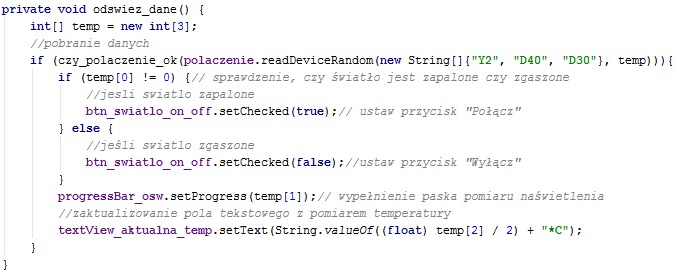 private void odswiez_dane() {
    int[] temp = new int[3];
    //pobranie danych
    if (czy_polaczenie_ok(polaczenie.readDeviceRandom(new String[]{"Y2", "D40", "D30"}, temp))){
        if (temp[0] != 0) {// sprawdzenie, czy światło jest zapalone czy zgaszone
            //jesli swiatlo zapalone
            btn_swiatlo_on_off.setChecked(true);// ustaw przycisk "Połącz"
        } else {
            //jeśli swiatlo zgaszone
            btn_swiatlo_on_off.setChecked(false);//ustaw przycisk "Wyłącz"
        }
        progressBar_osw.setProgress(temp[1]);// wypełnienie paska pomiaru naświetlenia
        //zaktualizowanie pola tekstowego z pomiarem temperatury
        textView_aktualna_temp.setText(String.valueOf((float) temp[2] / 2) + "*C");
    }
}